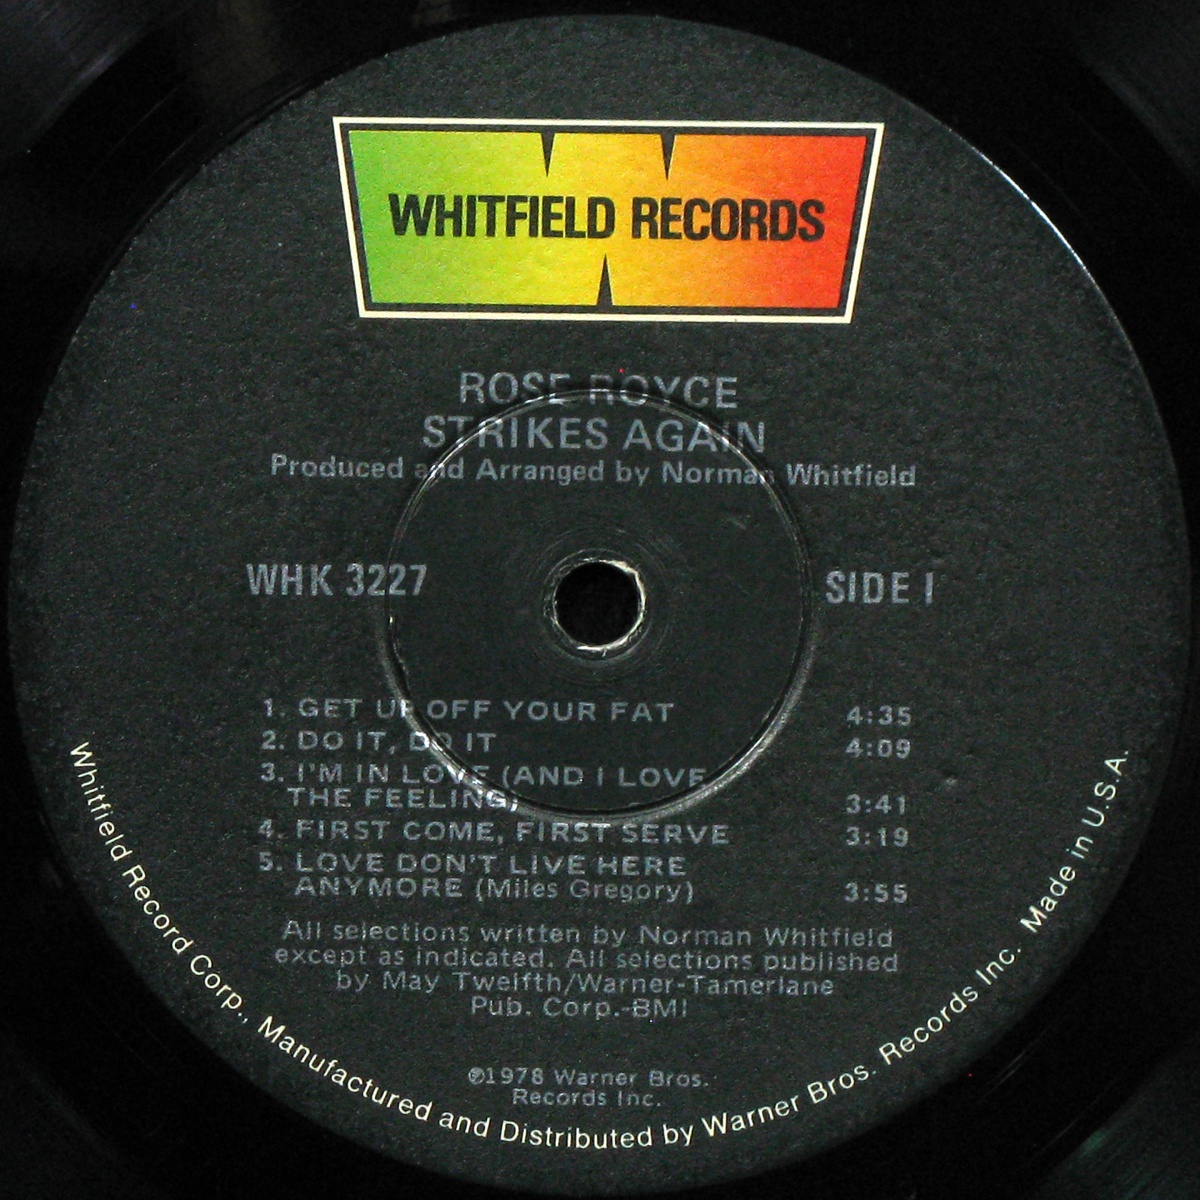 WHITFIELD RECORDS
ROSE ROYCE
STRIKES AGAIN
Produced and Arranged by Norman Whitfield
WHK 3227
SIDE I
1. GET UP OFF YOUR FAT 4:35
2. DO IT, DO IT 4:09
3. I'M IN LOVE (AND I LOVE
THE FEELING) 3:41
4. FIRST COME, FIRST SERVE 3:19
5. LOVE DON'T LIVE HERE
ANYMORE (Miles Gregory) 3:55
All selections written by Norman Whitfield
except as indicated. All selections published
by May Twelfth/Warner-Tamerlane
Pub. Corp.-BMI
℗1978 Warner Bros.
Records Inc.
Whitfield Record Corp., Manufactured and Distributed by Warner Bros. Records Inc. Made in U.S.A.